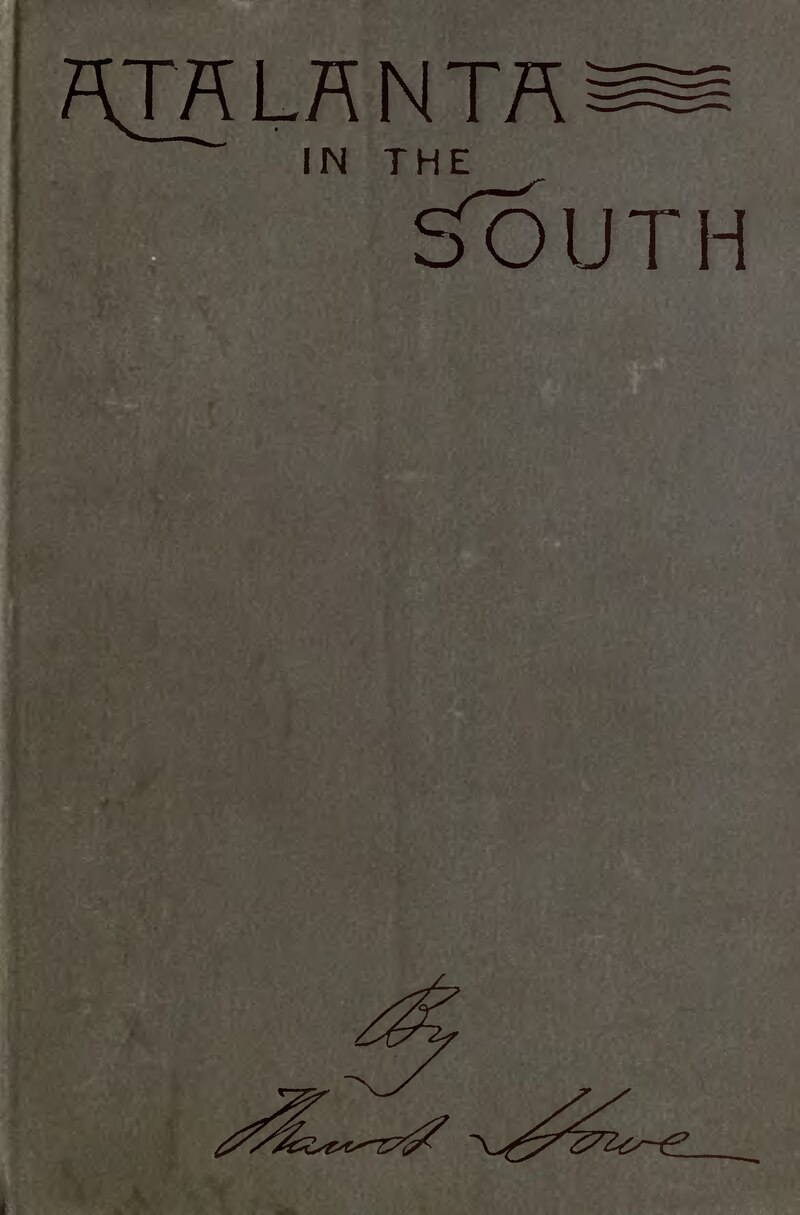 ATALANTA
IN THE
SOUTH
By
Maud Howe